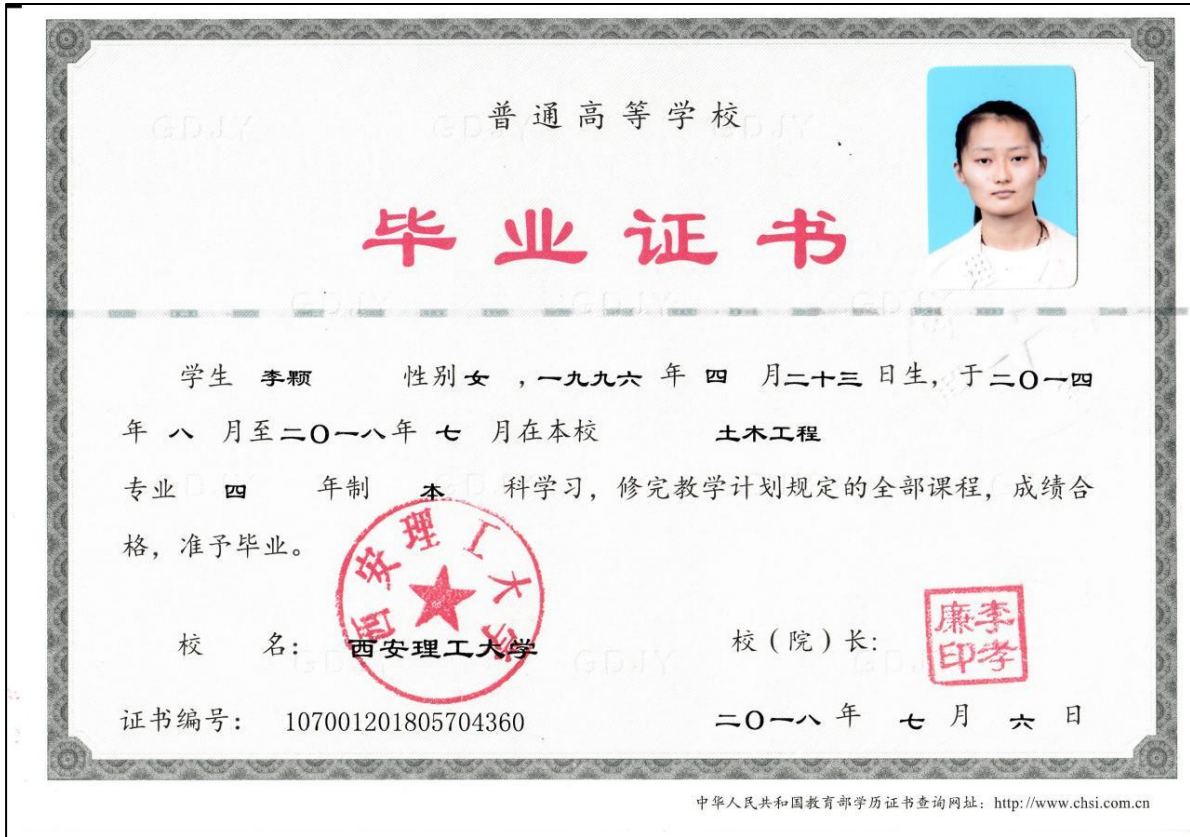 普通高等学校
毕业证书
学生 李颖 性别 女 ,一九九六 年 四 月二十三 日生，于二〇一四
年 八 月至二〇一八年 七 月在本校 土木工程
专业 四 年制 本 科学习，修完教学计划规定的全部课程，成绩合
格，准予毕业。
西安理工大学
校 名： 西安理工大学 校（院）长：
李孝廉印
证书编号： 107001201805704360 二〇一八 年 七 月 六 日
中华人民共和国教育部学历证书查询网址：http://www.chsi.com.cn